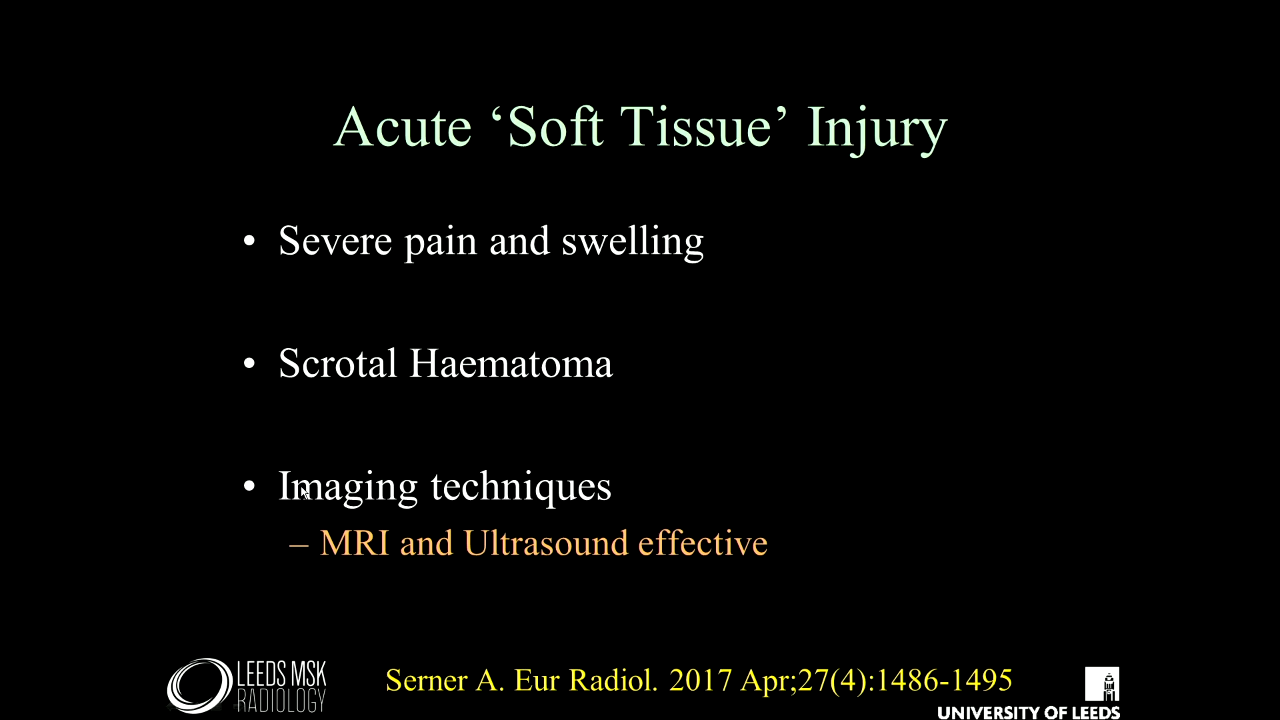 Acute ‘Soft Tissue’ Injury
• Severe pain and swelling
• Scrotal Haematoma
• Imaging techniques
– MRI and Ultrasound effective
LEEDS MSK
RADIOLOGY
Serner A. Eur Radiol. 2017 Apr;27(4):1486-1495
UNIVERSITY OF LEEDS